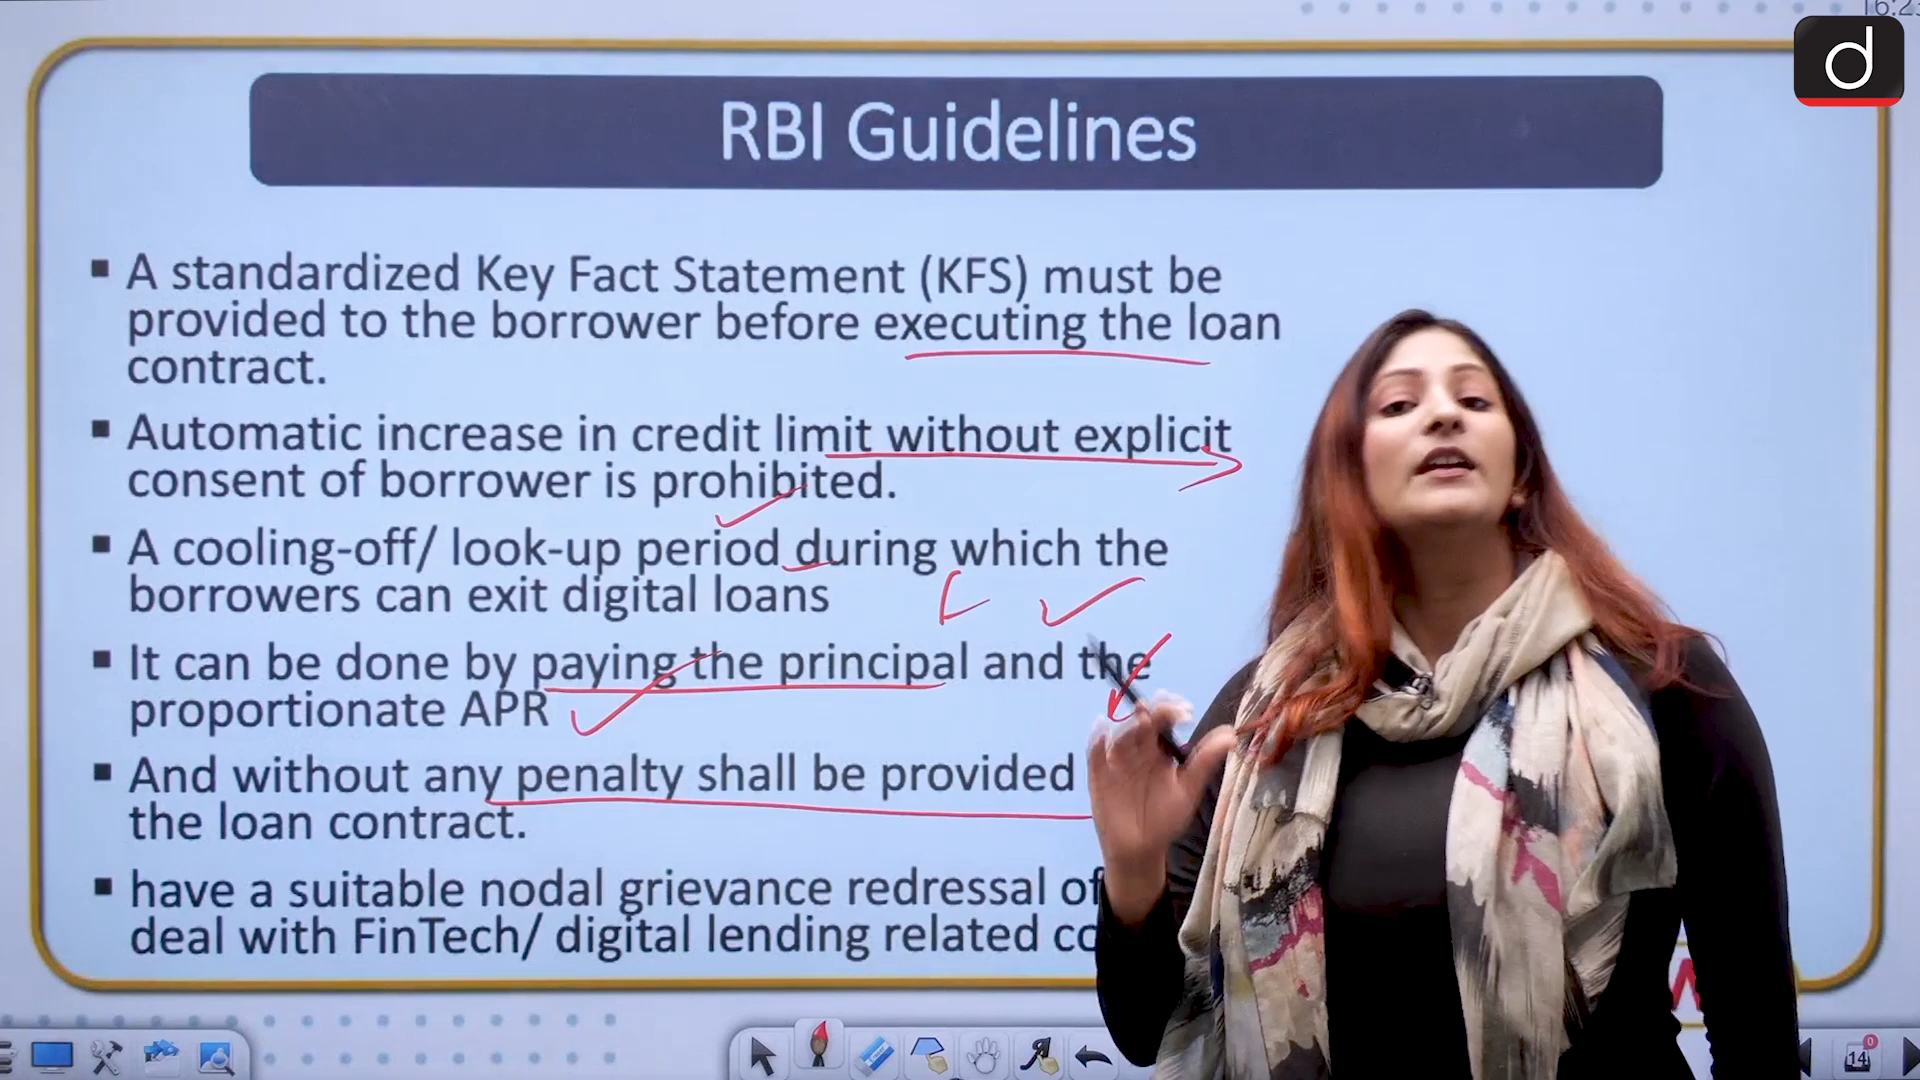 16:23
d
RBI Guidelines
▪ A standardized Key Fact Statement (KFS) must be
provided to the borrower before executing the loan
contract.
▪ Automatic increase in credit limit without explicit
consent of borrower is prohibited.
▪ A cooling-off/ look-up period during which the
borrowers can exit digital loans
▪ It can be done by paying the principal and the
proportionate APR
▪ And without any penalty shall be provided
the loan contract.
▪ have a suitable nodal grievance redressal of
deal with FinTech/ digital lending related co
14
0